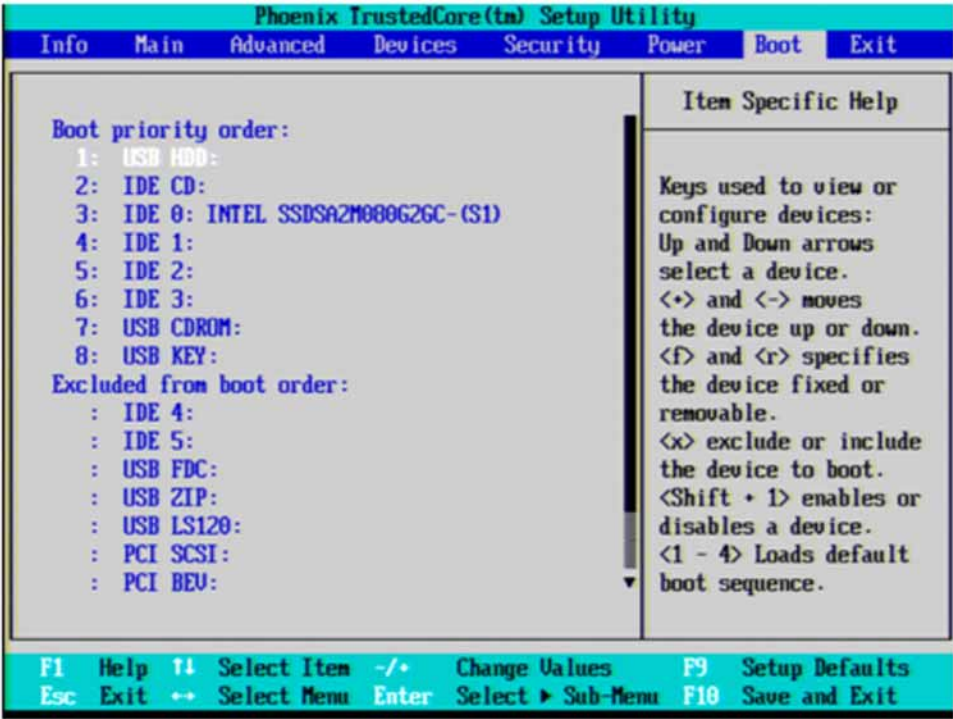 Phoenix TrustedCore(tm) Setup Utility
Info Main Advanced Devices Security Power Boot Exit
Boot priority order:
1: USB HDD:
2: IDE CD:
3: IDE 0: INTEL SSDSA2M080G2GC-(S1)
4: IDE 1:
5: IDE 2:
6: IDE 3:
7: USB CDROM:
8: USB KEY:
Excluded from boot order:
: IDE 4:
: IDE 5:
: USB FDC:
: USB ZIP:
: USB LS120:
: PCI SCSI:
: PCI BEV:
Item Specific Help
Keys used to view or
configure devices:
Up and Down arrows
select a device.
<+> and <-> moves
the device up or down.
<f> and <r> specifies
the device fixed or
removable.
<x> exclude or include
the device to boot.
<Shift + 1> enables or
disables a device.
<1 - 4> Loads default
boot sequence.
F1 Help ↑↓ Select Item -/+ Change Values F9 Setup Defaults
Esc Exit ↔ Select Menu Enter Select ▶ Sub-Menu F10 Save and Exit